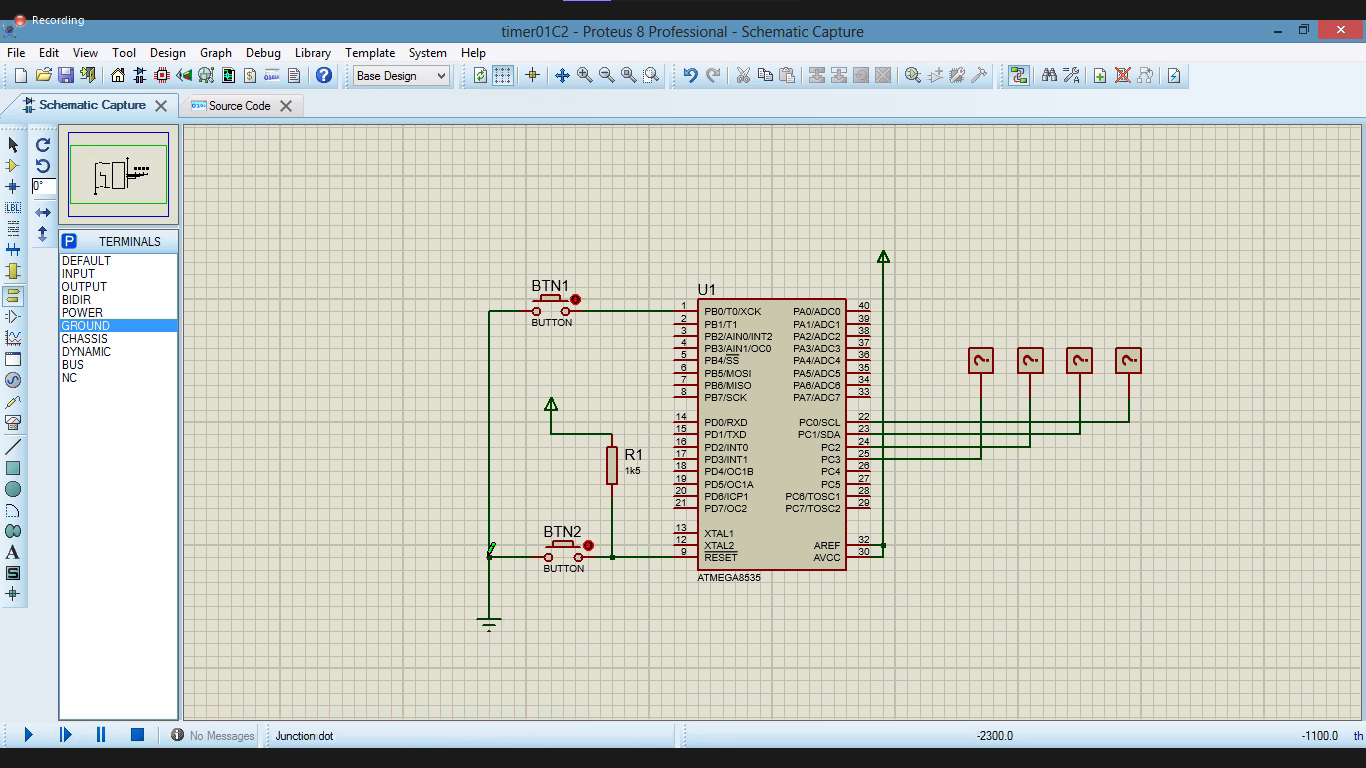 Recording
timer01C2 - Proteus 8 Professional - Schematic Capture
File Edit View Tool Design Graph Debug Library Template System Help
Base Design
Schematic Capture
Source Code
0°
LBL
P TERMINALS
DEFAULT
INPUT
OUTPUT
BIDIR
POWER
GROUND
CHASSIS
DYNAMIC
BUS
NC
A
S
BTN1
BUTTON
R1
1k5
BTN2
BUTTON
U1
1 PB0/T0/XCK PA0/ADC0 40
2 PB1/T1 PA1/ADC1 39
3 PB2/AIN0/INT2 PA2/ADC2 38
4 PB3/AIN1/OC0 PA3/ADC3 37
5 PB4/SS PA4/ADC4 36
6 PB5/MOSI PA5/ADC5 35
7 PB6/MISO PA6/ADC6 34
8 PB7/SCK PA7/ADC7 33
14 PD0/RXD PC0/SCL 22
15 PD1/TXD PC1/SDA 23
16 PD2/INT0 PC2 24
17 PD3/INT1 PC3 25
18 PD4/OC1B PC4 26
19 PD5/OC1A PC5 27
20 PD6/ICP1 PC6/TOSC1 28
21 PD7/OC2 PC7/TOSC2 29
13 XTAL1
12 XTAL2 AREF 32
9 RESET AVCC 30
ATMEGA8535
? ? ? ?
No Messages
Junction dot
-2300.0
-1100.0
th